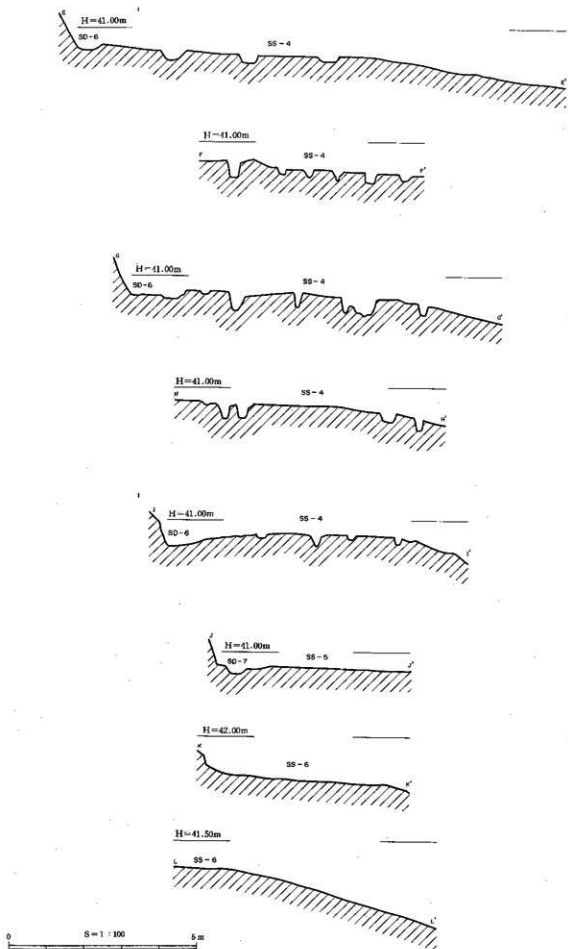 E
H=41.00m
SD-6
SS-4
E'
H=41.00m
F
SS-4
F'
G
H=41.00m
SD-6
SS-4
G'
H=41.00m
H
SS-4
I
H=41.00m
SS-4
SD-6
I'
J
H=41.00m
SD-7
SS-5
J'
H=42.00m
K
SS-6
K'
H=41.50m
L
SS-6
L'
0
S=1:100
5 m